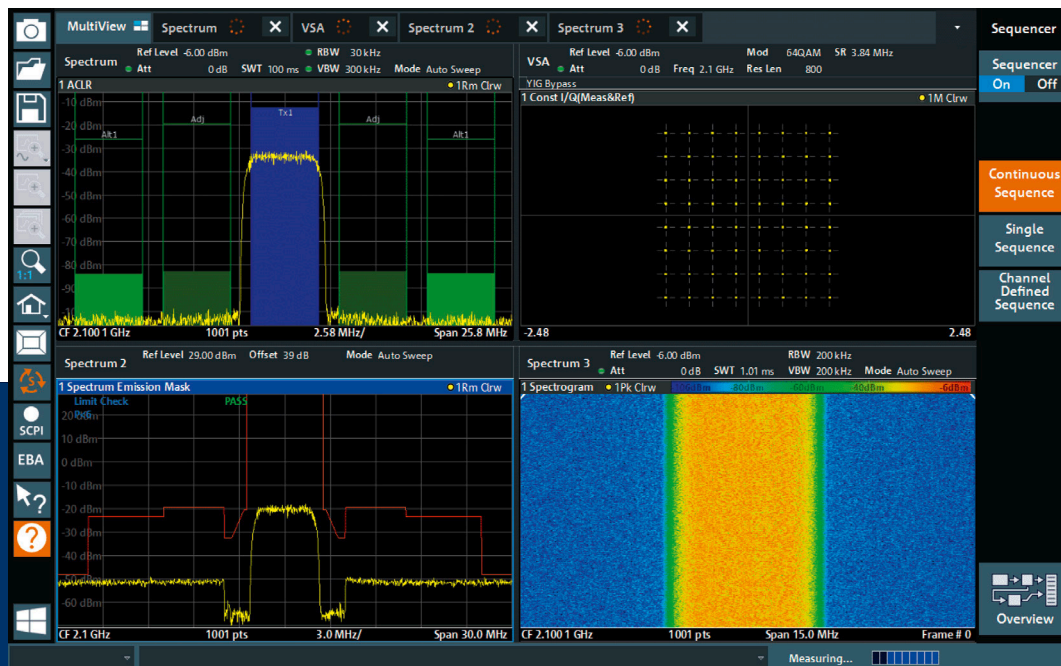 MultiView Spectrum VSA Spectrum 2 Spectrum 3
Sequencer
Sequencer
On Off
Continuous
Sequence
Single
Sequence
Channel
Defined
Sequence
Overview
1:1
SCPI
EBA
Spectrum
Ref Level -6.00 dBm RBW 30 kHz
Att 0 dB SWT 100 ms VBW 300 kHz Mode Auto Sweep
1 ACLR 1Rm Clrw
-10 dBm
Tx1
Adj Adj
-20 dBm
Alt1 Alt1
-30 dBm
-40 dBm
-50 dBm
-60 dBm
-70 dBm
-80 dBm
CF 2.100 1 GHz 1001 pts 2.58 MHz/ Span 25.8 MHz
VSA
Ref Level -6.00 dBm Mod 64QAM SR 3.84 MHz
Att 0 dB Freq 2.1 GHz Res Len 800
YIG Bypass
1 Const I/Q(Meas&Ref) 1M Clrw
-2.48 2.48
Spectrum 2
Ref Level 29.00 dBm Offset 39 dB Mode Auto Sweep
1 Spectrum Emission Mask 1Rm Clrw
Limit Check PASS
20 dBm
10 dBm
0 dBm
-10 dBm
-20 dBm
-30 dBm
-40 dBm
-60 dBm
CF 2.1 GHz 1001 pts 3.0 MHz/ Span 30.0 MHz
Spectrum 3
Ref Level -6.00 dBm RBW 200 kHz
Att 0 dB SWT 1.01 ms VBW 200 kHz Mode Auto Sweep
1 Spectrogram 1Pk Clrw -80dBm -60dBm -40dBm -6dBm
CF 2.100 1 GHz 1001 pts Span 15.0 MHz Frame # 0
Measuring...